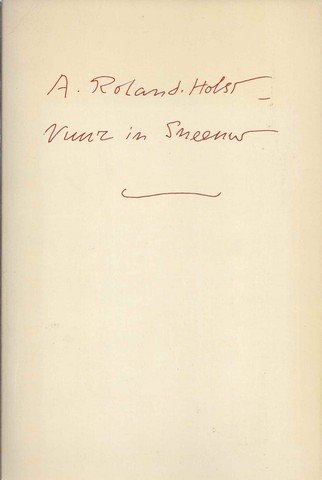 A. Roland Holst –
Vuur in Sneeuw